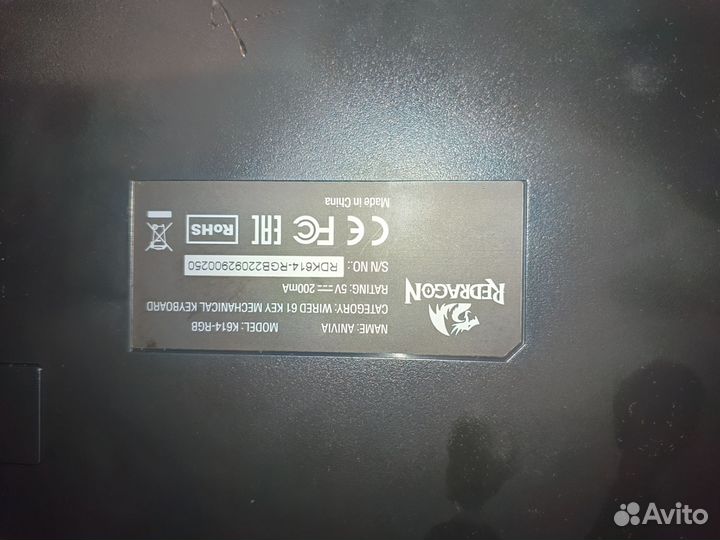 REDRAGON
NAME: ANIVIA MODEL: K614-RGB
CATEGORY: WIRED 61 KEY MECHANICAL KEYBOARD
RATING: 5V ⎓ 200mA
S/N NO.: RDK614-RGB22092900250
CE FC EAC RoHS
Made in China
Avito